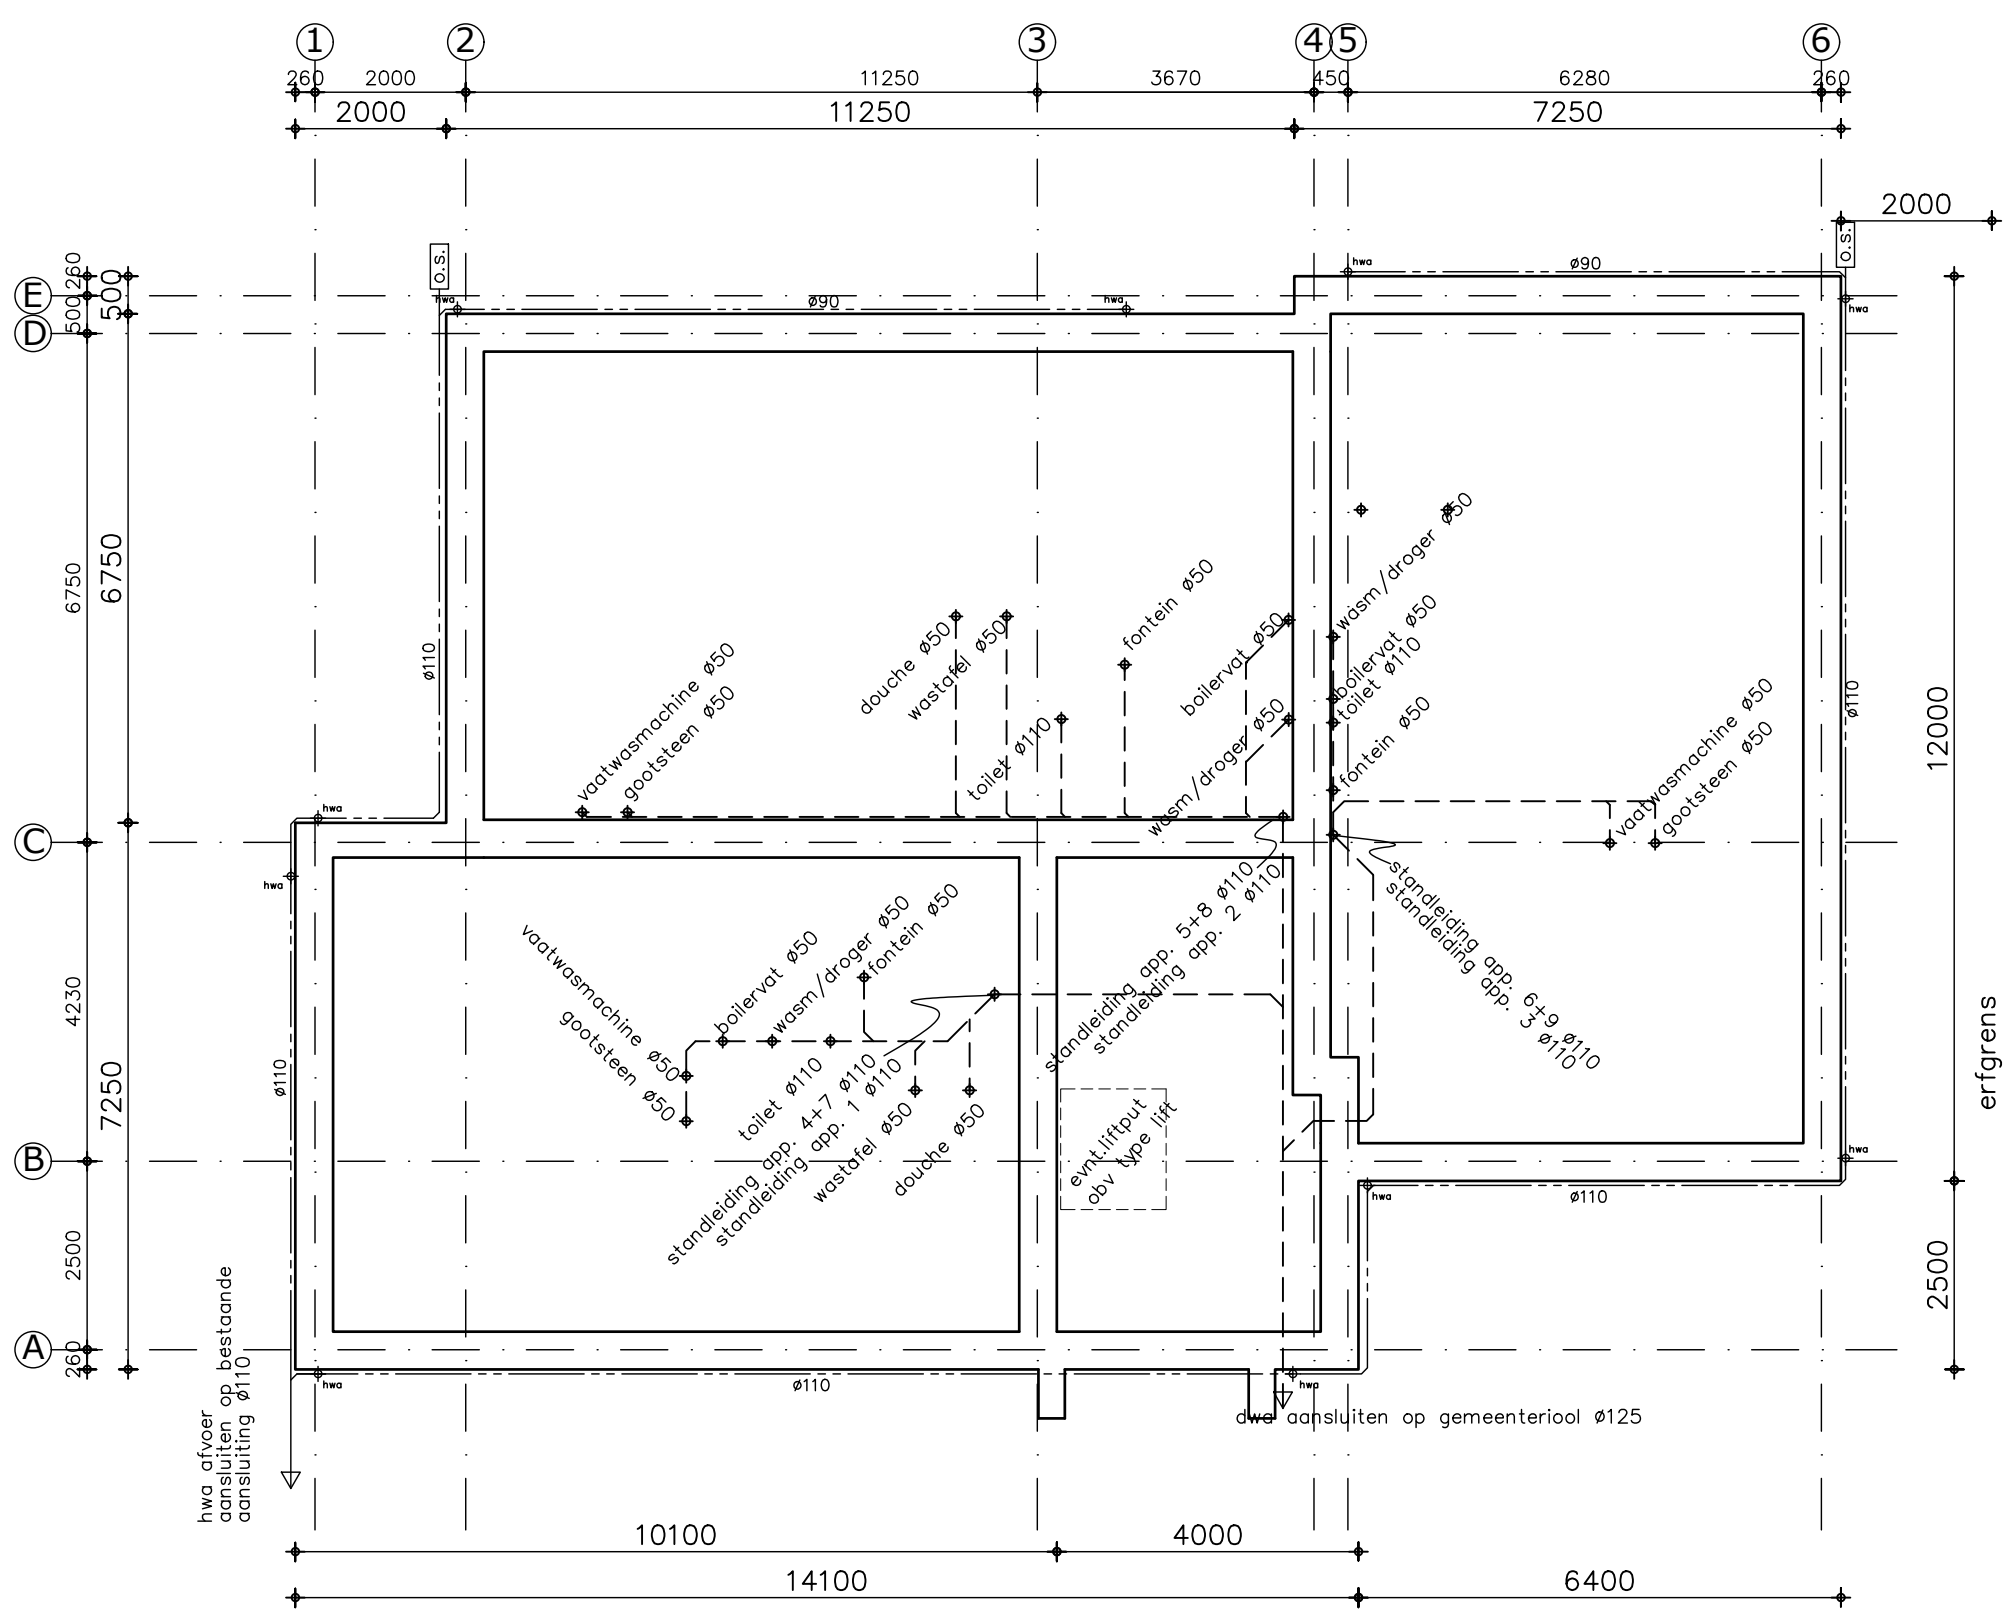 1 2 3 4 5 6
260 2000 11250 3670 450 6280 260
2000 11250 7250
2000
o.s.
o.s.
hwa ø90
hwa ø90 hwa
hwa
E
D
C
B
A
260
500
6750
4230
2500
260
500
6750
7250
ø110
ø110
ø110
12000
2500
erfgrens
wasm/droger ø50
boilervat ø50
toilet ø110
fontein ø50
vaatwasmachine ø50
gootsteen ø50
fontein ø50
boilervat ø50
wasm/droger ø50
douche ø50
wastafel ø50
toilet ø110
vaatwasmachine ø50
gootsteen ø50
hwa
hwa
standleiding app. 5+8 ø110
standleiding app. 2 ø110
standleiding app. 6+9 ø110
standleiding app. 3 ø110
vaatwasmachine ø50
gootsteen ø50
boilervat ø50
wasm/droger ø50
fontein ø50
toilet ø110
standleiding app. 4+7 ø110
standleiding app. 1 ø110
wastafel ø50
douche ø50
evnt.liftput
obv type lift
hwa
hwa ø110
hwa ø110 hwa
hwa afvoer
aansluiten op bestaande
aansluiting ø110
dwa aansluiten op gemeenteriool ø125
10100 4000
14100 6400